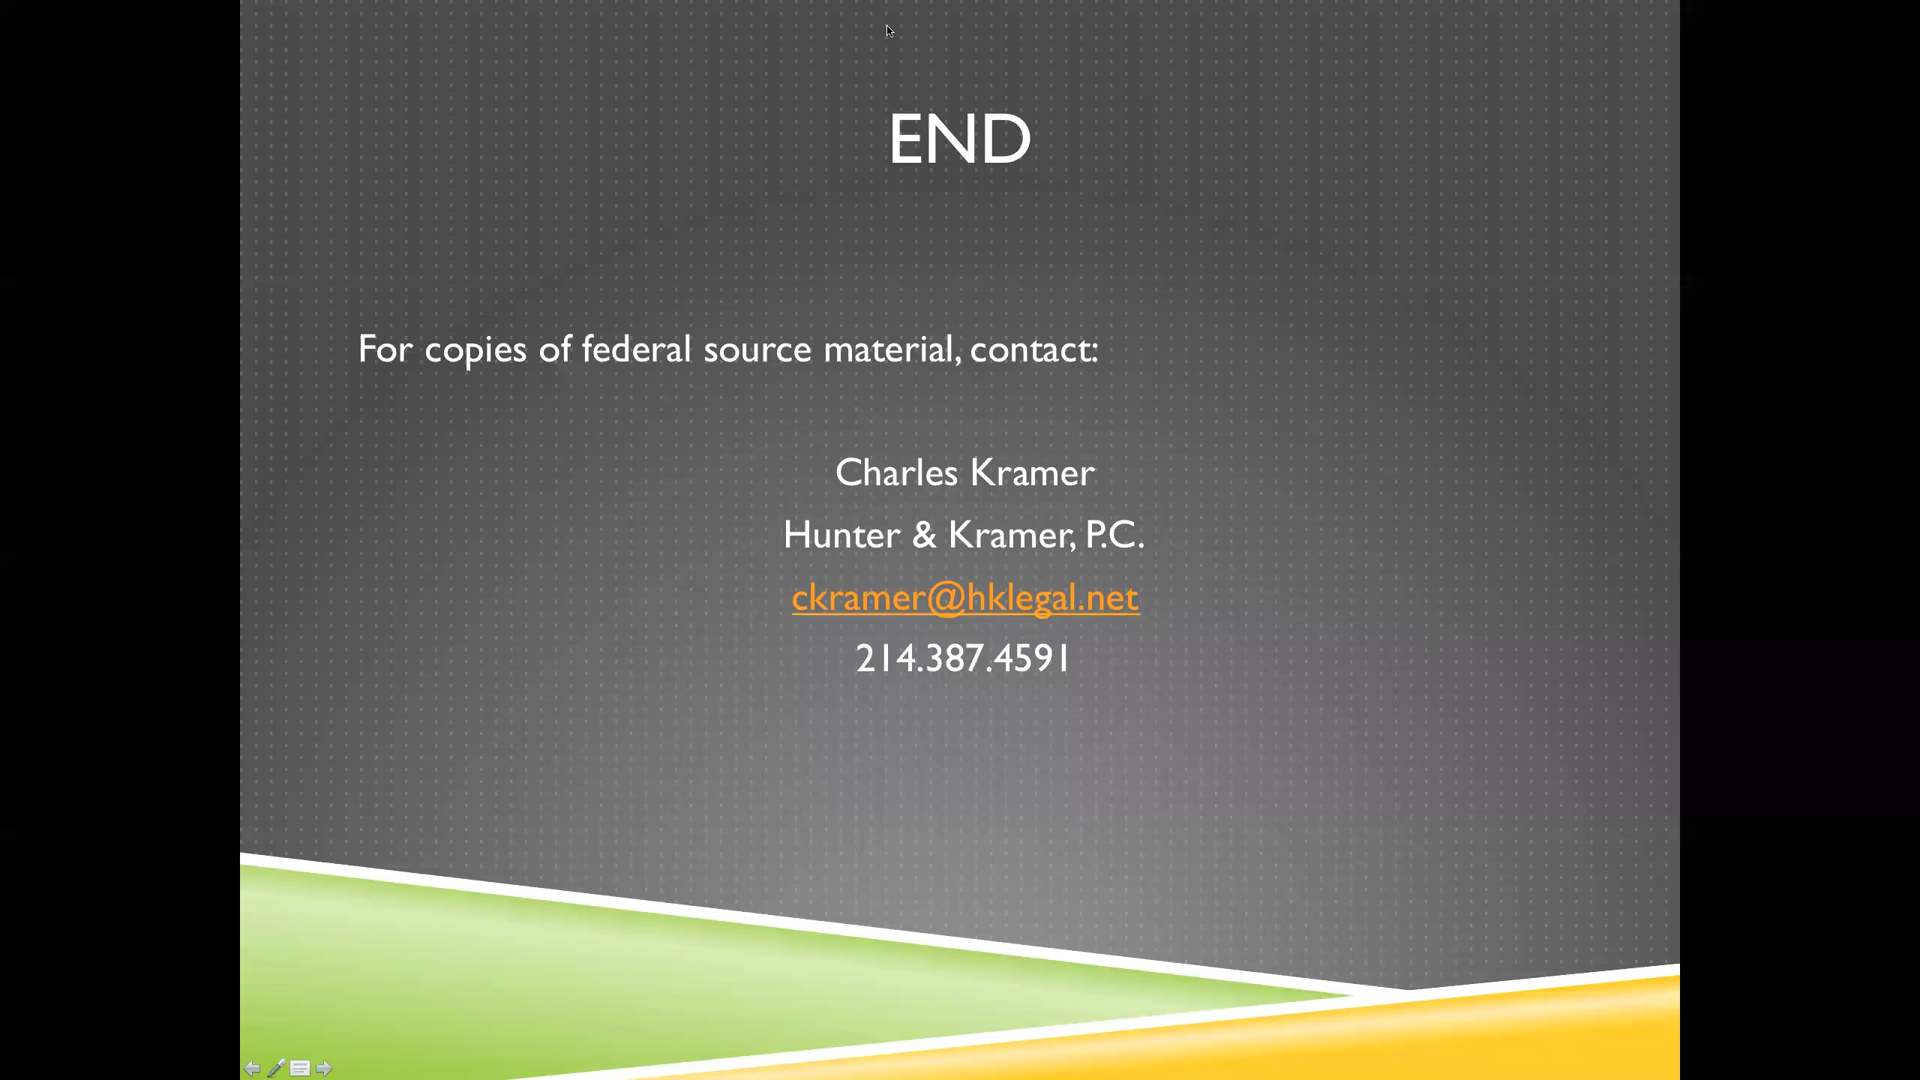 END
For copies of federal source material, contact:
Charles Kramer
Hunter & Kramer, P.C.
ckramer@hklegal.net
214.387.4591